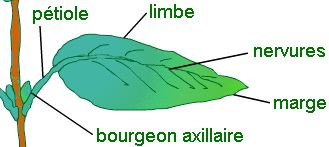 limbe
pétiole
nervures
marge
bourgeon axillaire